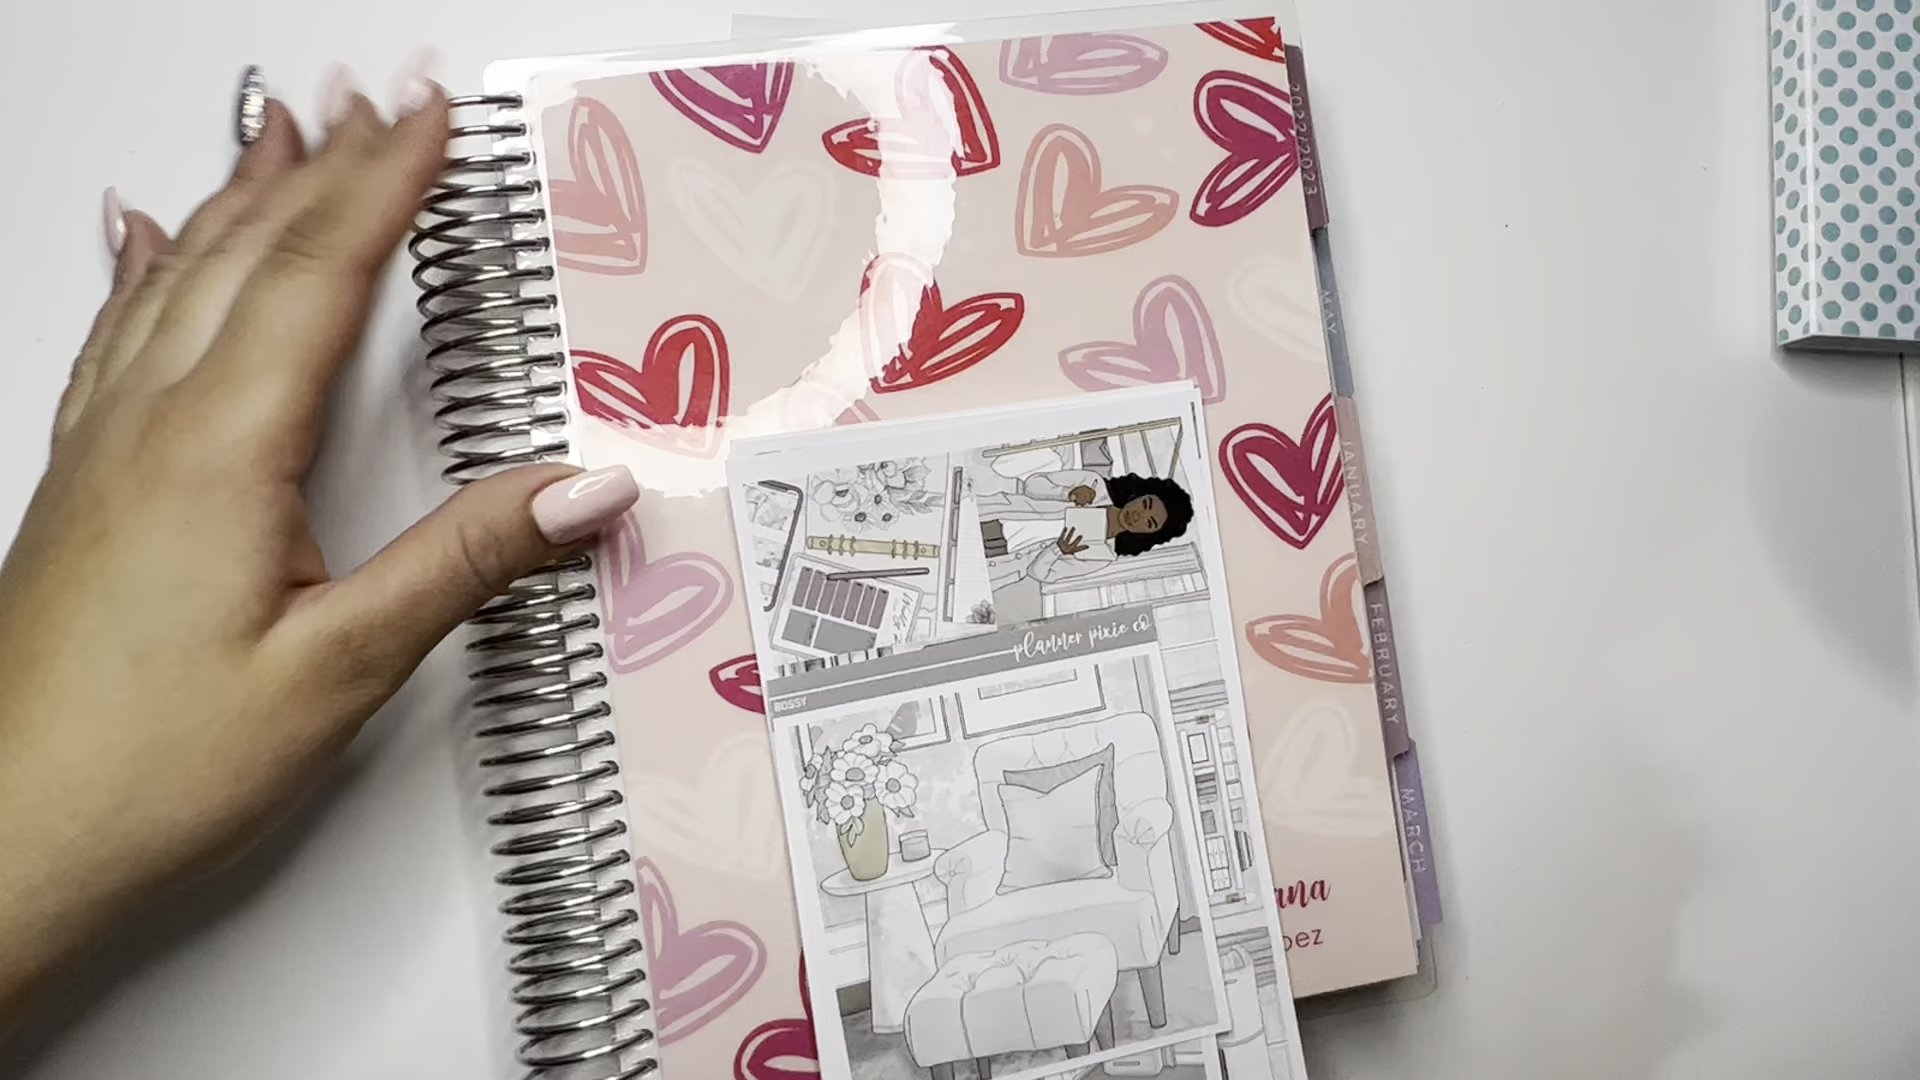 2022/2023
MAY
JANUARY
FEBRUARY
MARCH
planner pixie co
BOSSY
ana
pez